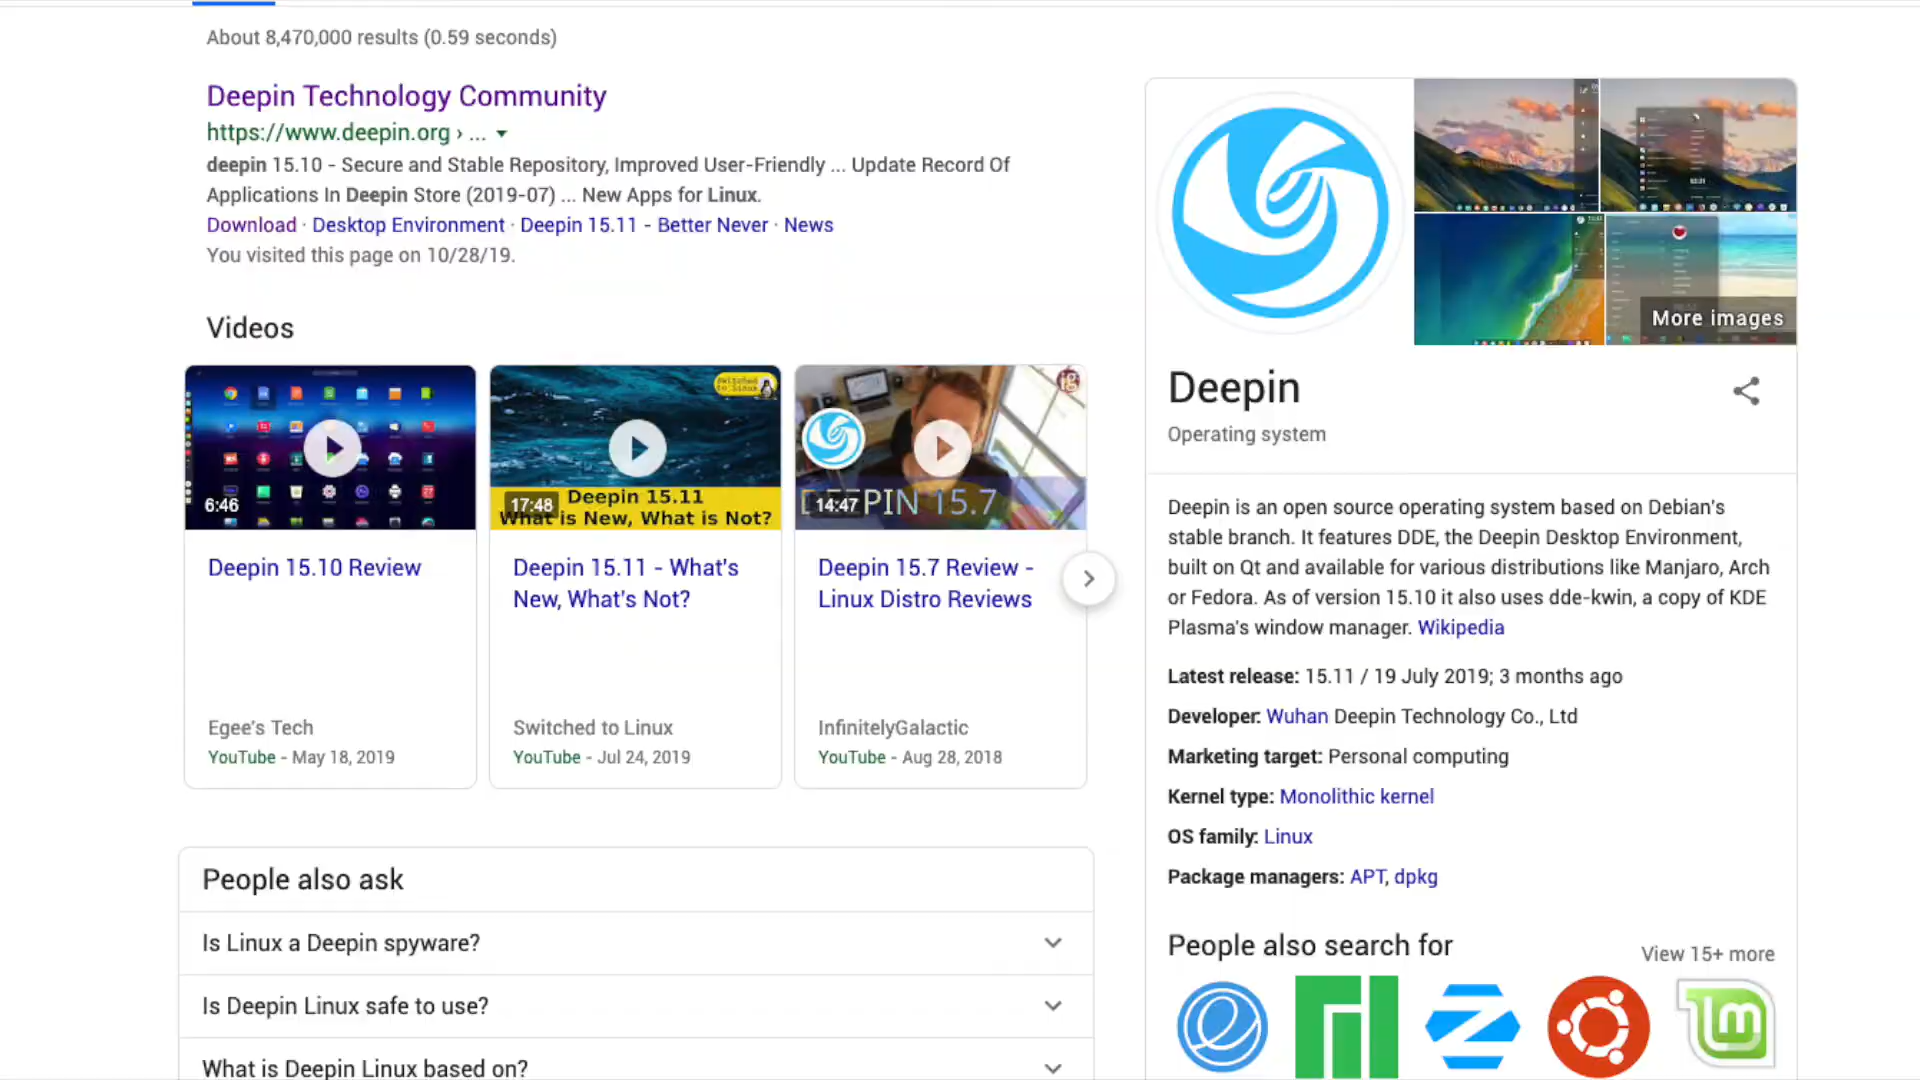 About 8,470,000 results (0.59 seconds)
Deepin Technology Community
https://www.deepin.org › ...
deepin 15.10 - Secure and Stable Repository, Improved User-Friendly ... Update Record Of
Applications In Deepin Store (2019-07) ... New Apps for Linux.
Download · Desktop Environment · Deepin 15.11 - Better Never · News
You visited this page on 10/28/19.
Videos
6:46
Deepin 15.10 Review
Egee's Tech
YouTube - May 18, 2019
Switched to Linux
Deepin 15.11
What is New, What is Not?
17:48
Deepin 15.11 - What's
New, What's Not?
Switched to Linux
YouTube - Jul 24, 2019
ig
DEEPIN 15.7
14:47
Deepin 15.7 Review -
Linux Distro Reviews
InfinitelyGalactic
YouTube - Aug 28, 2018
People also ask
Is Linux a Deepin spyware?
Is Deepin Linux safe to use?
What is Deepin Linux based on?
More images
Deepin
Operating system
Deepin is an open source operating system based on Debian's
stable branch. It features DDE, the Deepin Desktop Environment,
built on Qt and available for various distributions like Manjaro, Arch
or Fedora. As of version 15.10 it also uses dde-kwin, a copy of KDE
Plasma's window manager. Wikipedia
Latest release: 15.11 / 19 July 2019; 3 months ago
Developer: Wuhan Deepin Technology Co., Ltd
Marketing target: Personal computing
Kernel type: Monolithic kernel
OS family: Linux
Package managers: APT, dpkg
People also search for
View 15+ more